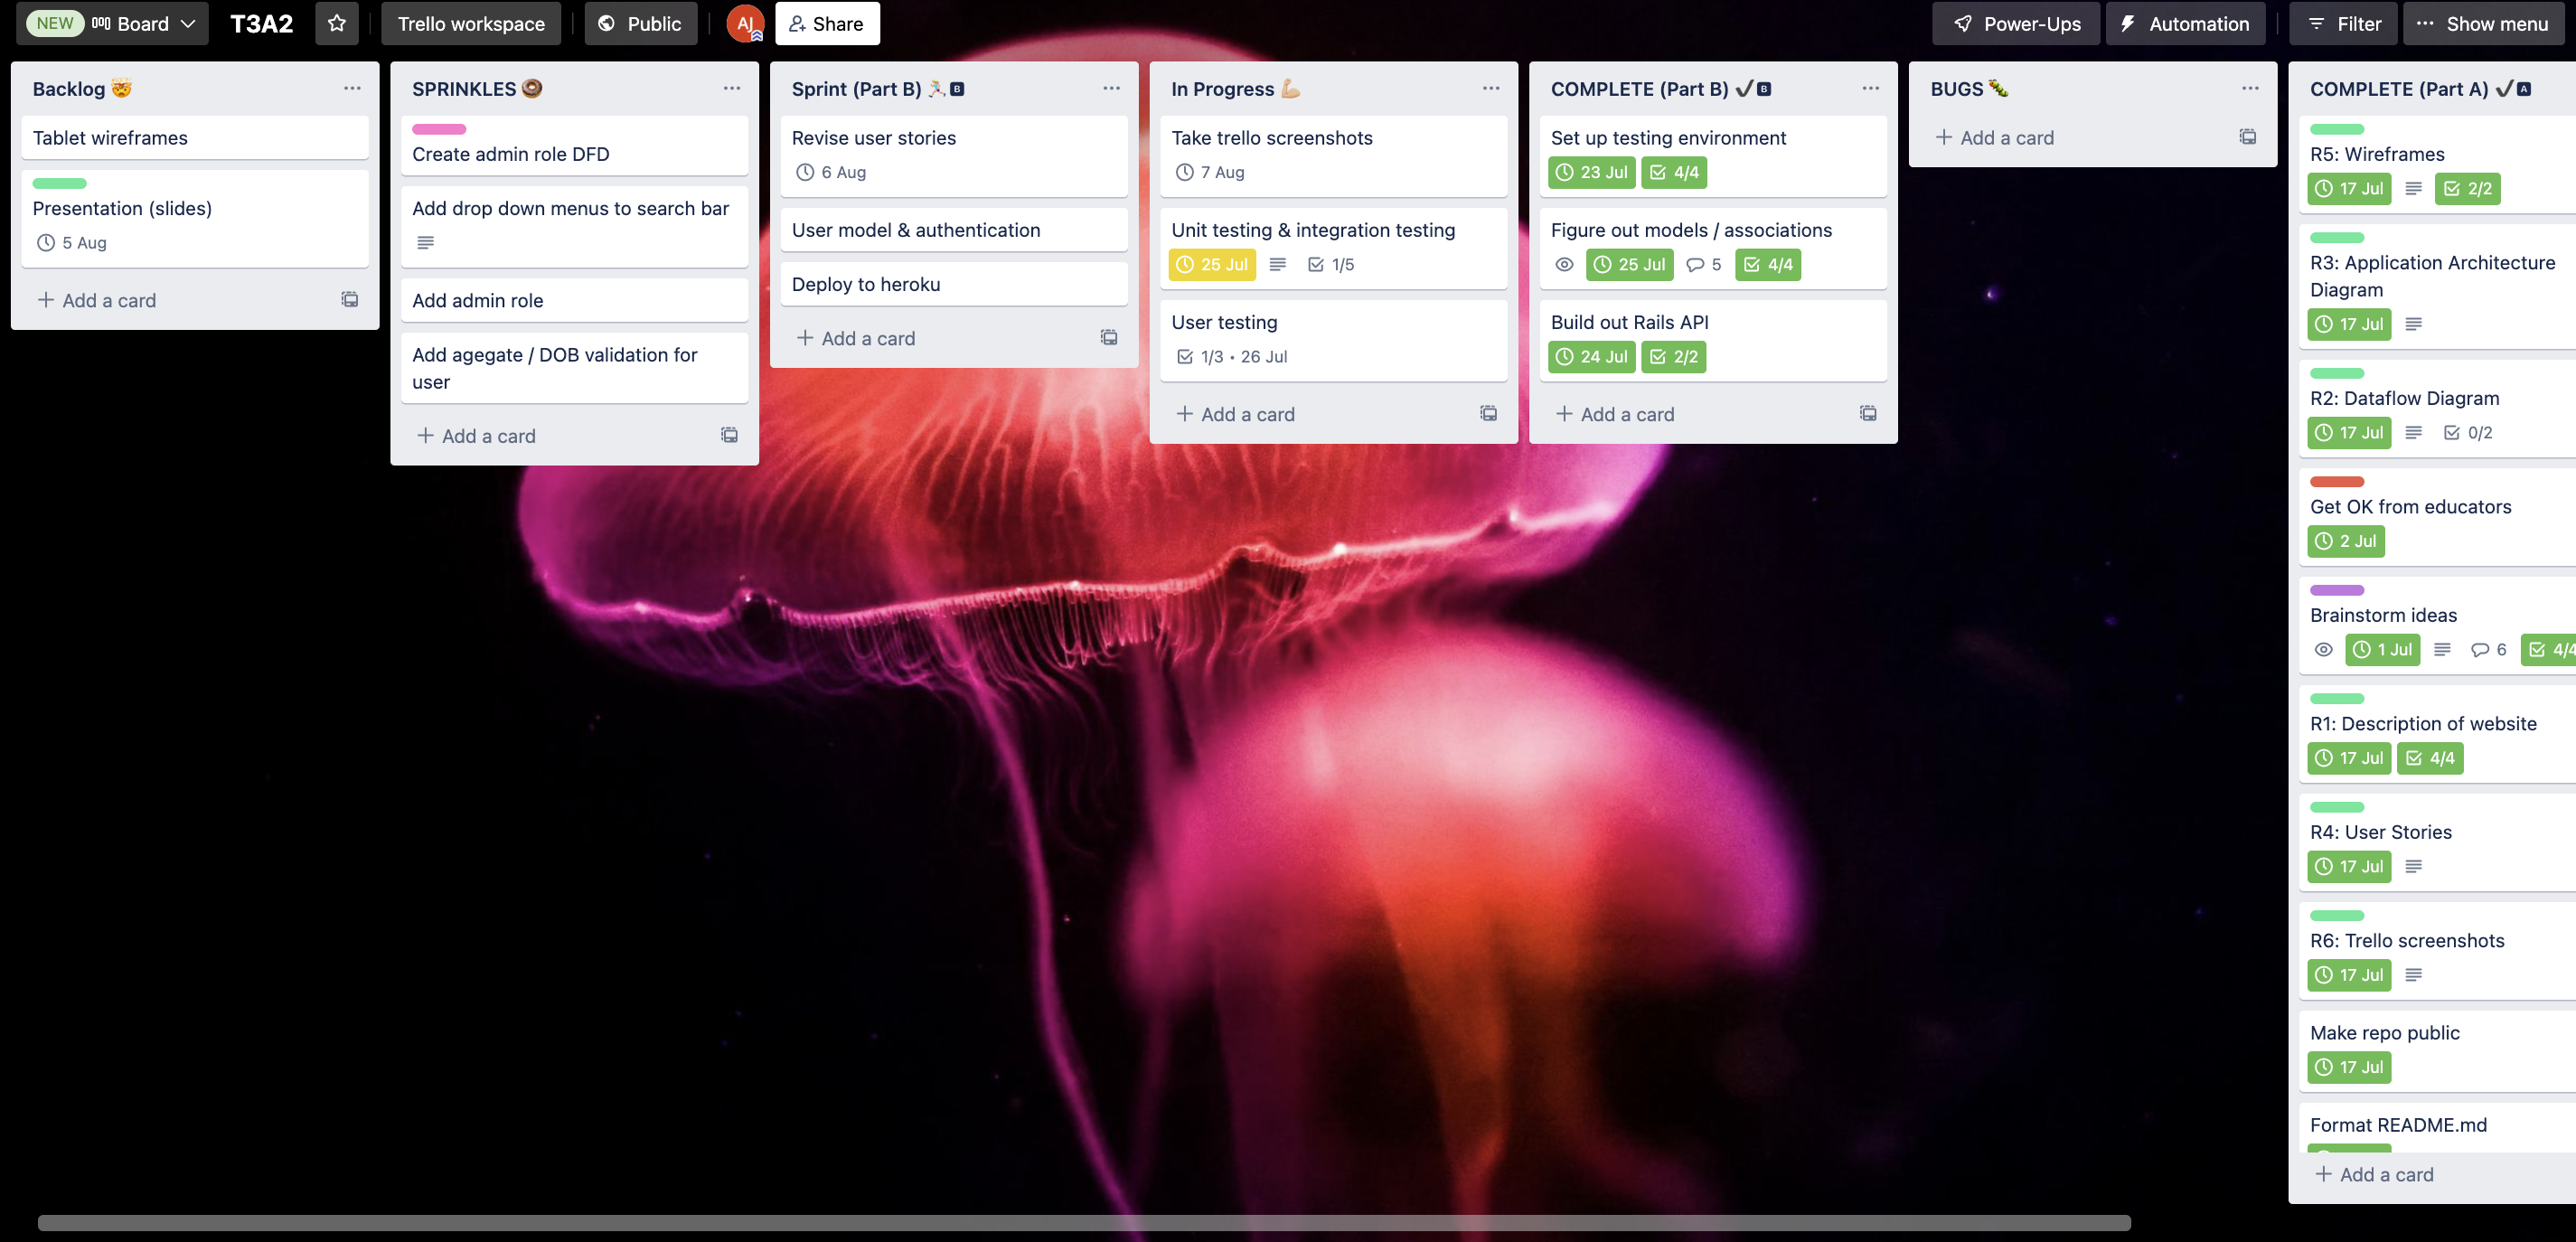 NEW Board T3A2 Trello workspace Public AJ Share Power-Ups Automation Filter Show menu
Backlog
Tablet wireframes
Presentation (slides)
5 Aug
Add a card
SPRINKLES
Create admin role DFD
Add drop down menus to search bar
Add admin role
Add agegate / DOB validation for
user
Add a card
Sprint (Part B) B
Revise user stories
6 Aug
User model & authentication
Deploy to heroku
Add a card
In Progress
Take trello screenshots
7 Aug
Unit testing & integration testing
25 Jul 1/5
User testing
1/3 • 26 Jul
Add a card
COMPLETE (Part B) B
Set up testing environment
23 Jul 4/4
Figure out models / associations
25 Jul 5 4/4
Build out Rails API
24 Jul 2/2
Add a card
BUGS
Add a card
COMPLETE (Part A) A
R5: Wireframes
17 Jul 2/2
R3: Application Architecture
Diagram
17 Jul
R2: Dataflow Diagram
17 Jul 0/2
Get OK from educators
2 Jul
Brainstorm ideas
1 Jul 6 4/4
R1: Description of website
17 Jul 4/4
R4: User Stories
17 Jul
R6: Trello screenshots
17 Jul
Make repo public
17 Jul
Format README.md
Add a card